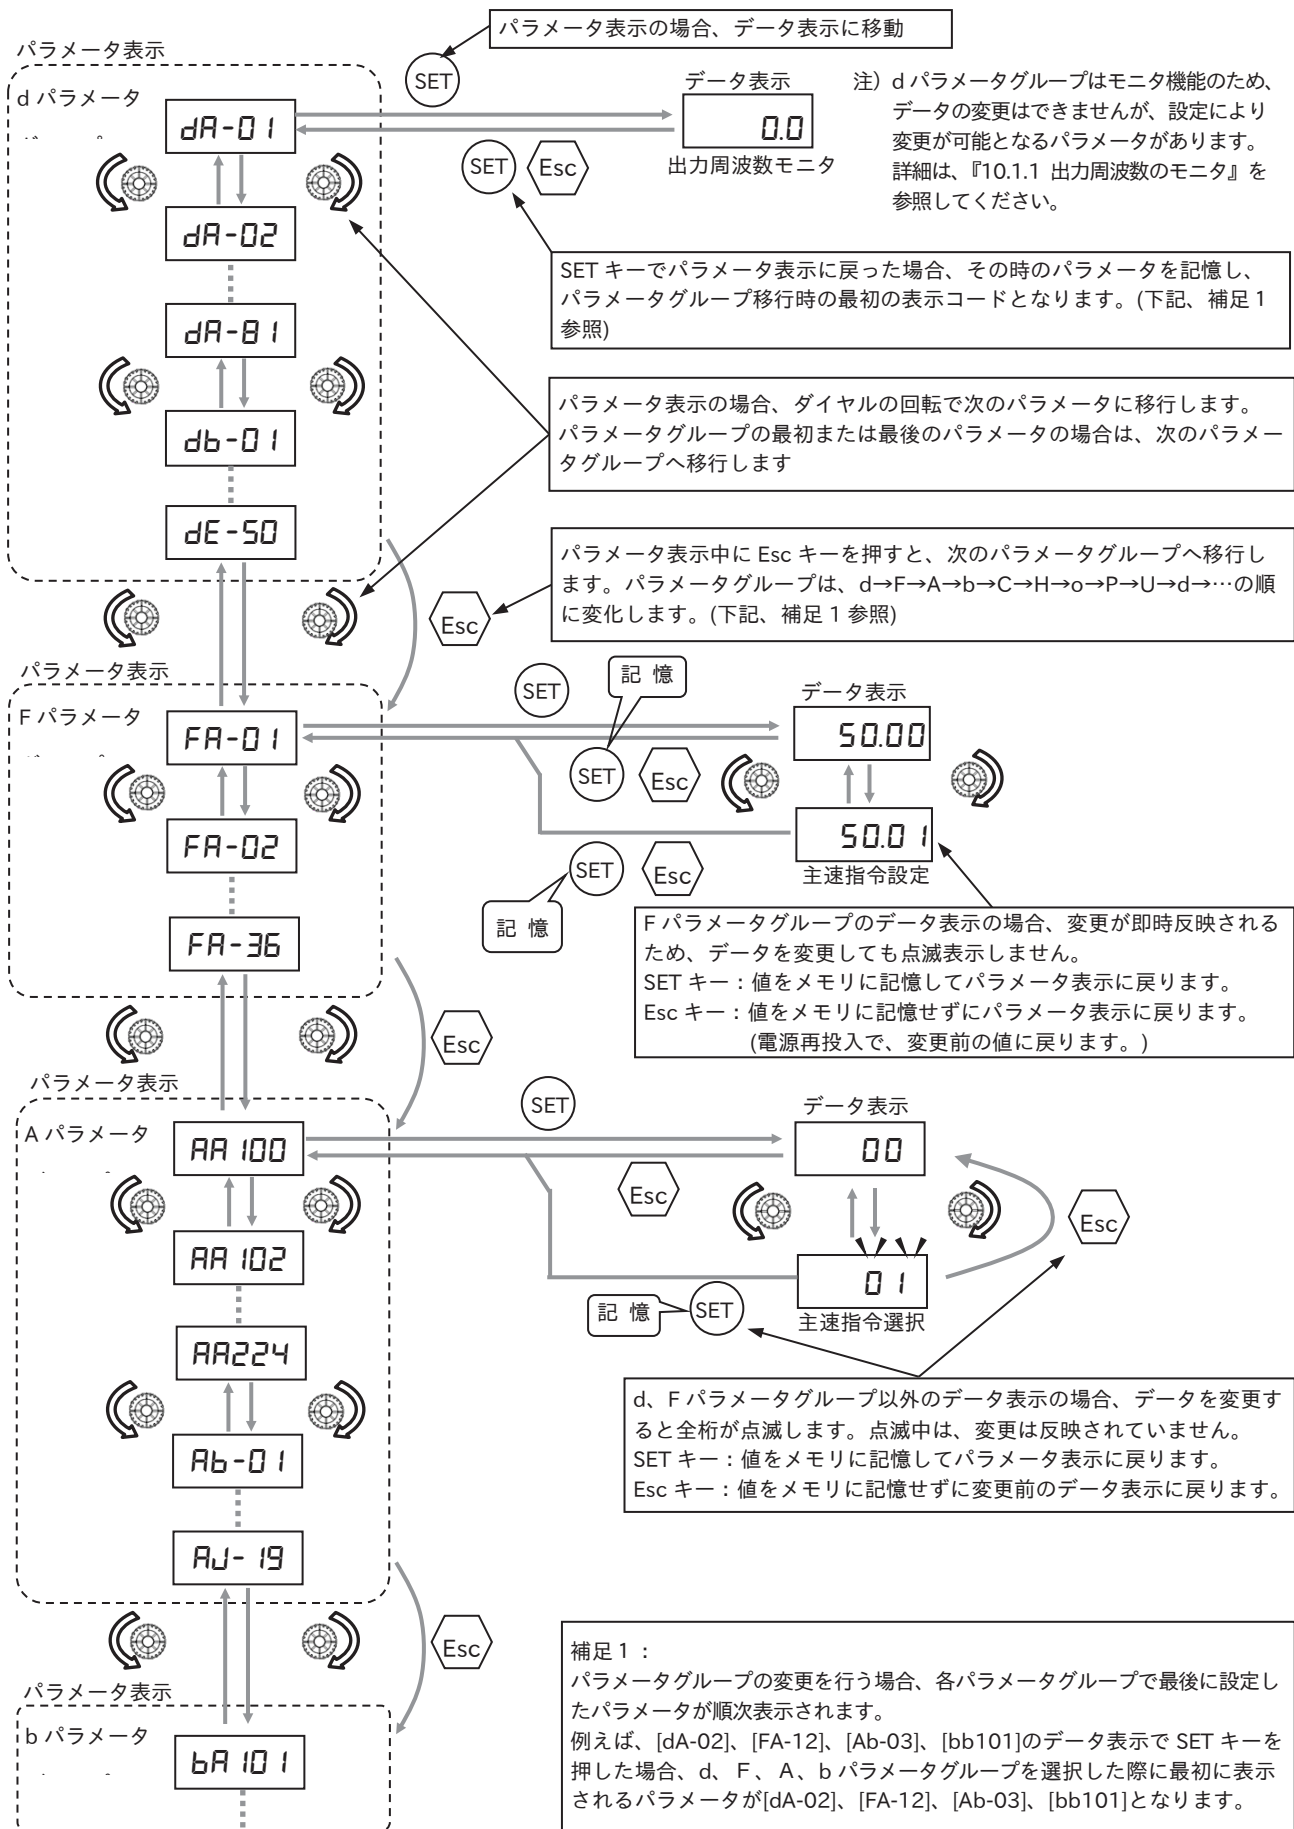 パラメータ表示の場合、データ表示に移動
パラメータ表示
SET
d パラメータ
dA-01
データ表示
0.0
出力周波数モニタ
注）d パラメータグループはモニタ機能のため、
データの変更はできませんが、設定により
変更が可能となるパラメータがあります。
詳細は、『10.1.1 出力周波数のモニタ』を
参照してください。
SET
Esc
dA-02
SET キーでパラメータ表示に戻った場合、その時のパラメータを記憶し、
パラメータグループ移行時の最初の表示コードとなります。(下記、補足 1
参照)
dA-81
パラメータ表示の場合、ダイヤルの回転で次のパラメータに移行します。
パラメータグループの最初または最後のパラメータの場合は、次のパラメー
タグループへ移行します
db-01
dE-50
パラメータ表示中に Esc キーを押すと、次のパラメータグループへ移行し
ます。パラメータグループは、d→F→A→b→C→H→o→P→U→d→…の順
に変化します。(下記、補足 1 参照)
Esc
パラメータ表示
F パラメータ
FA-01
SET
記 憶
SET
Esc
データ表示
50.00
FA-02
50.01
主速指令設定
SET
Esc
記 憶
FA-36
F パラメータグループのデータ表示の場合、変更が即時反映される
ため、データを変更しても点滅表示しません。
SET キー：値をメモリに記憶してパラメータ表示に戻ります。
Esc キー：値をメモリに記憶せずにパラメータ表示に戻ります。
(電源再投入で、変更前の値に戻ります。)
Esc
パラメータ表示
A パラメータ
AA100
SET
データ表示
00
Esc
Esc
AA102
01
主速指令選択
記 憶
SET
AA224
d、F パラメータグループ以外のデータ表示の場合、データを変更す
ると全桁が点滅します。点滅中は、変更は反映されていません。
SET キー：値をメモリに記憶してパラメータ表示に戻ります。
Esc キー：値をメモリに記憶せずに変更前のデータ表示に戻ります。
Ab-01
AJ-19
Esc
パラメータ表示
b パラメータ
bA101
補足 1 ：
パラメータグループの変更を行う場合、各パラメータグループで最後に設定し
たパラメータが順次表示されます。
例えば、[dA-02]、[FA-12]、[Ab-03]、[bb101]のデータ表示で SET キーを
押した場合、d、F、A、b パラメータグループを選択した際に最初に表示
されるパラメータが[dA-02]、[FA-12]、[Ab-03]、[bb101]となります。